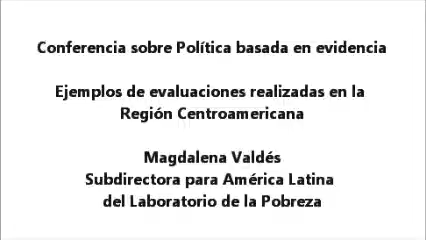 Conferencia sobre Política basada en evidencia
Ejemplos de evaluaciones realizadas en la
Región Centroamericana
Magdalena Valdés
Subdirectora para América Latina
del Laboratorio de la Pobreza